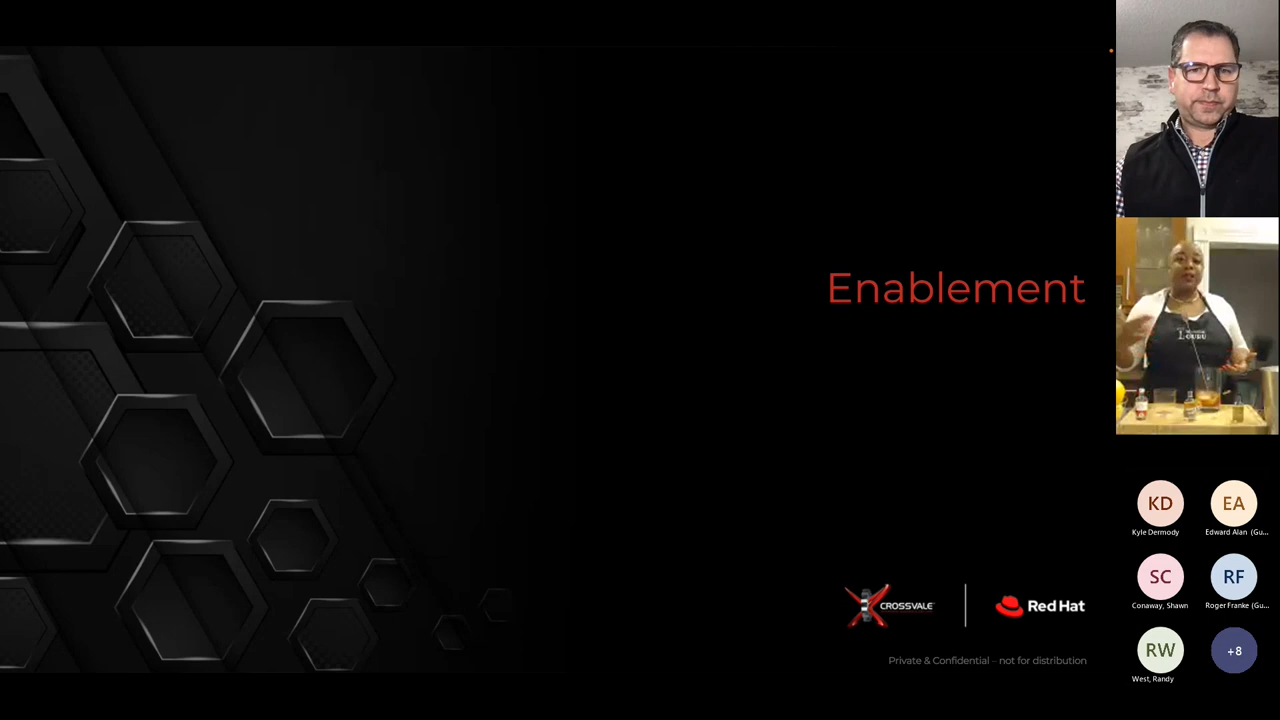 Enablement
CROSSVALE
Red Hat
Private & Confidential – not for distribution
KD
EA
Kyle Dermody
Edward Alan (Gu...
SC
RF
Conaway, Shawn
Roger Franke (Gu...
RW
+8
West, Randy